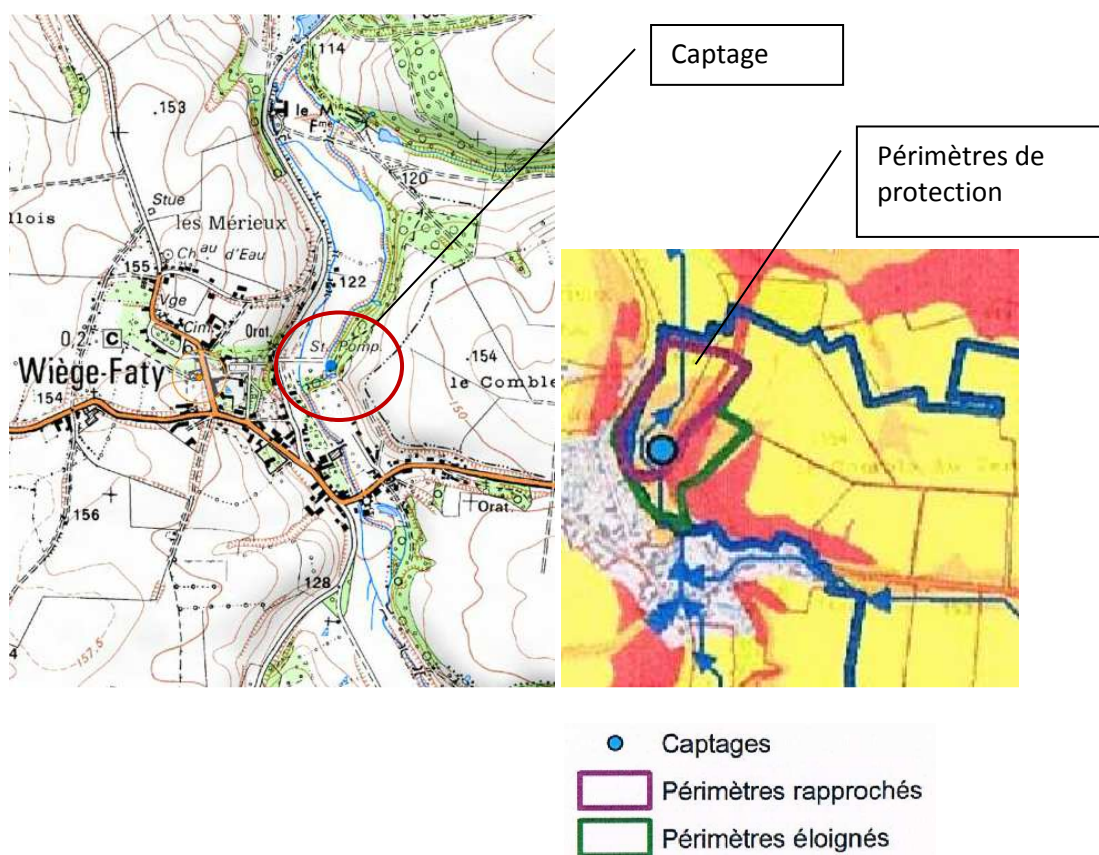 Captage
Périmètres de
protection
114
le Mⁱⁿ
Fᵐᵉ
153
120
Stue
les Mérieux
llois
Chᵃᵘ d'Eau
155
122
Vge
Cim.
Orat.
0,2
C
Sᵗ Pomp.
154
Wiège-Faty
le Comble
154
150
Orat.
156
128
157.5
4
Captages
Périmètres rapprochés
Périmètres éloignés